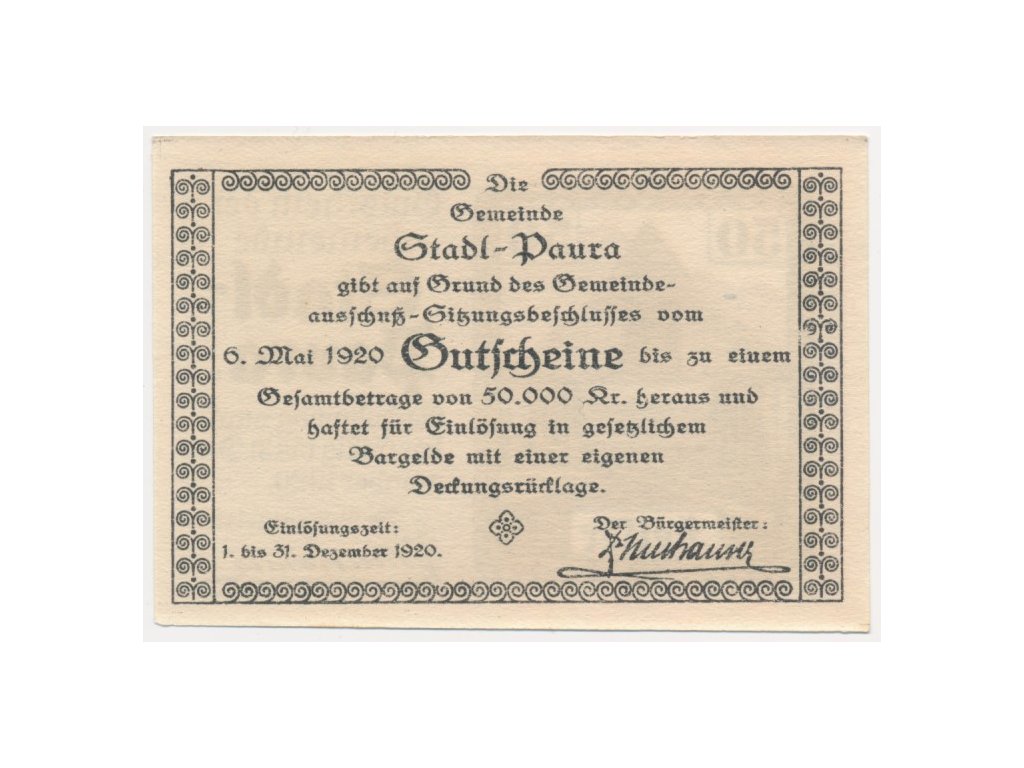 Die
Gemeinde
Stadl-Paura
gibt auf Grund des Gemeinde-
ausschuß-Sitzungsbeschlusses vom
6. Mai 1920 Gutscheine bis zu einem
Gesamtbetrage von 50.000 Kr. heraus und
haftet für Einlösung in gesetzlichem
Bargelde mit einer eigenen
Deckungsrücklage.
Einlösungszeit:
1. bis 31. Dezember 1920.
Der Bürgermeister: